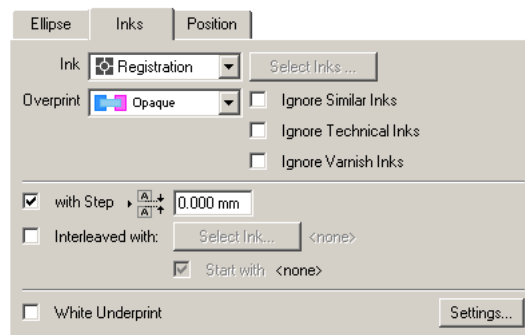 Ellipse Inks Position
Ink Registration Select Inks ...
Overprint Opaque Ignore Similar Inks
Ignore Technical Inks
Ignore Varnish Inks
with Step A A 0.000 mm
Interleaved with: Select Ink... <none>
Start with <none>
White Underprint Settings...